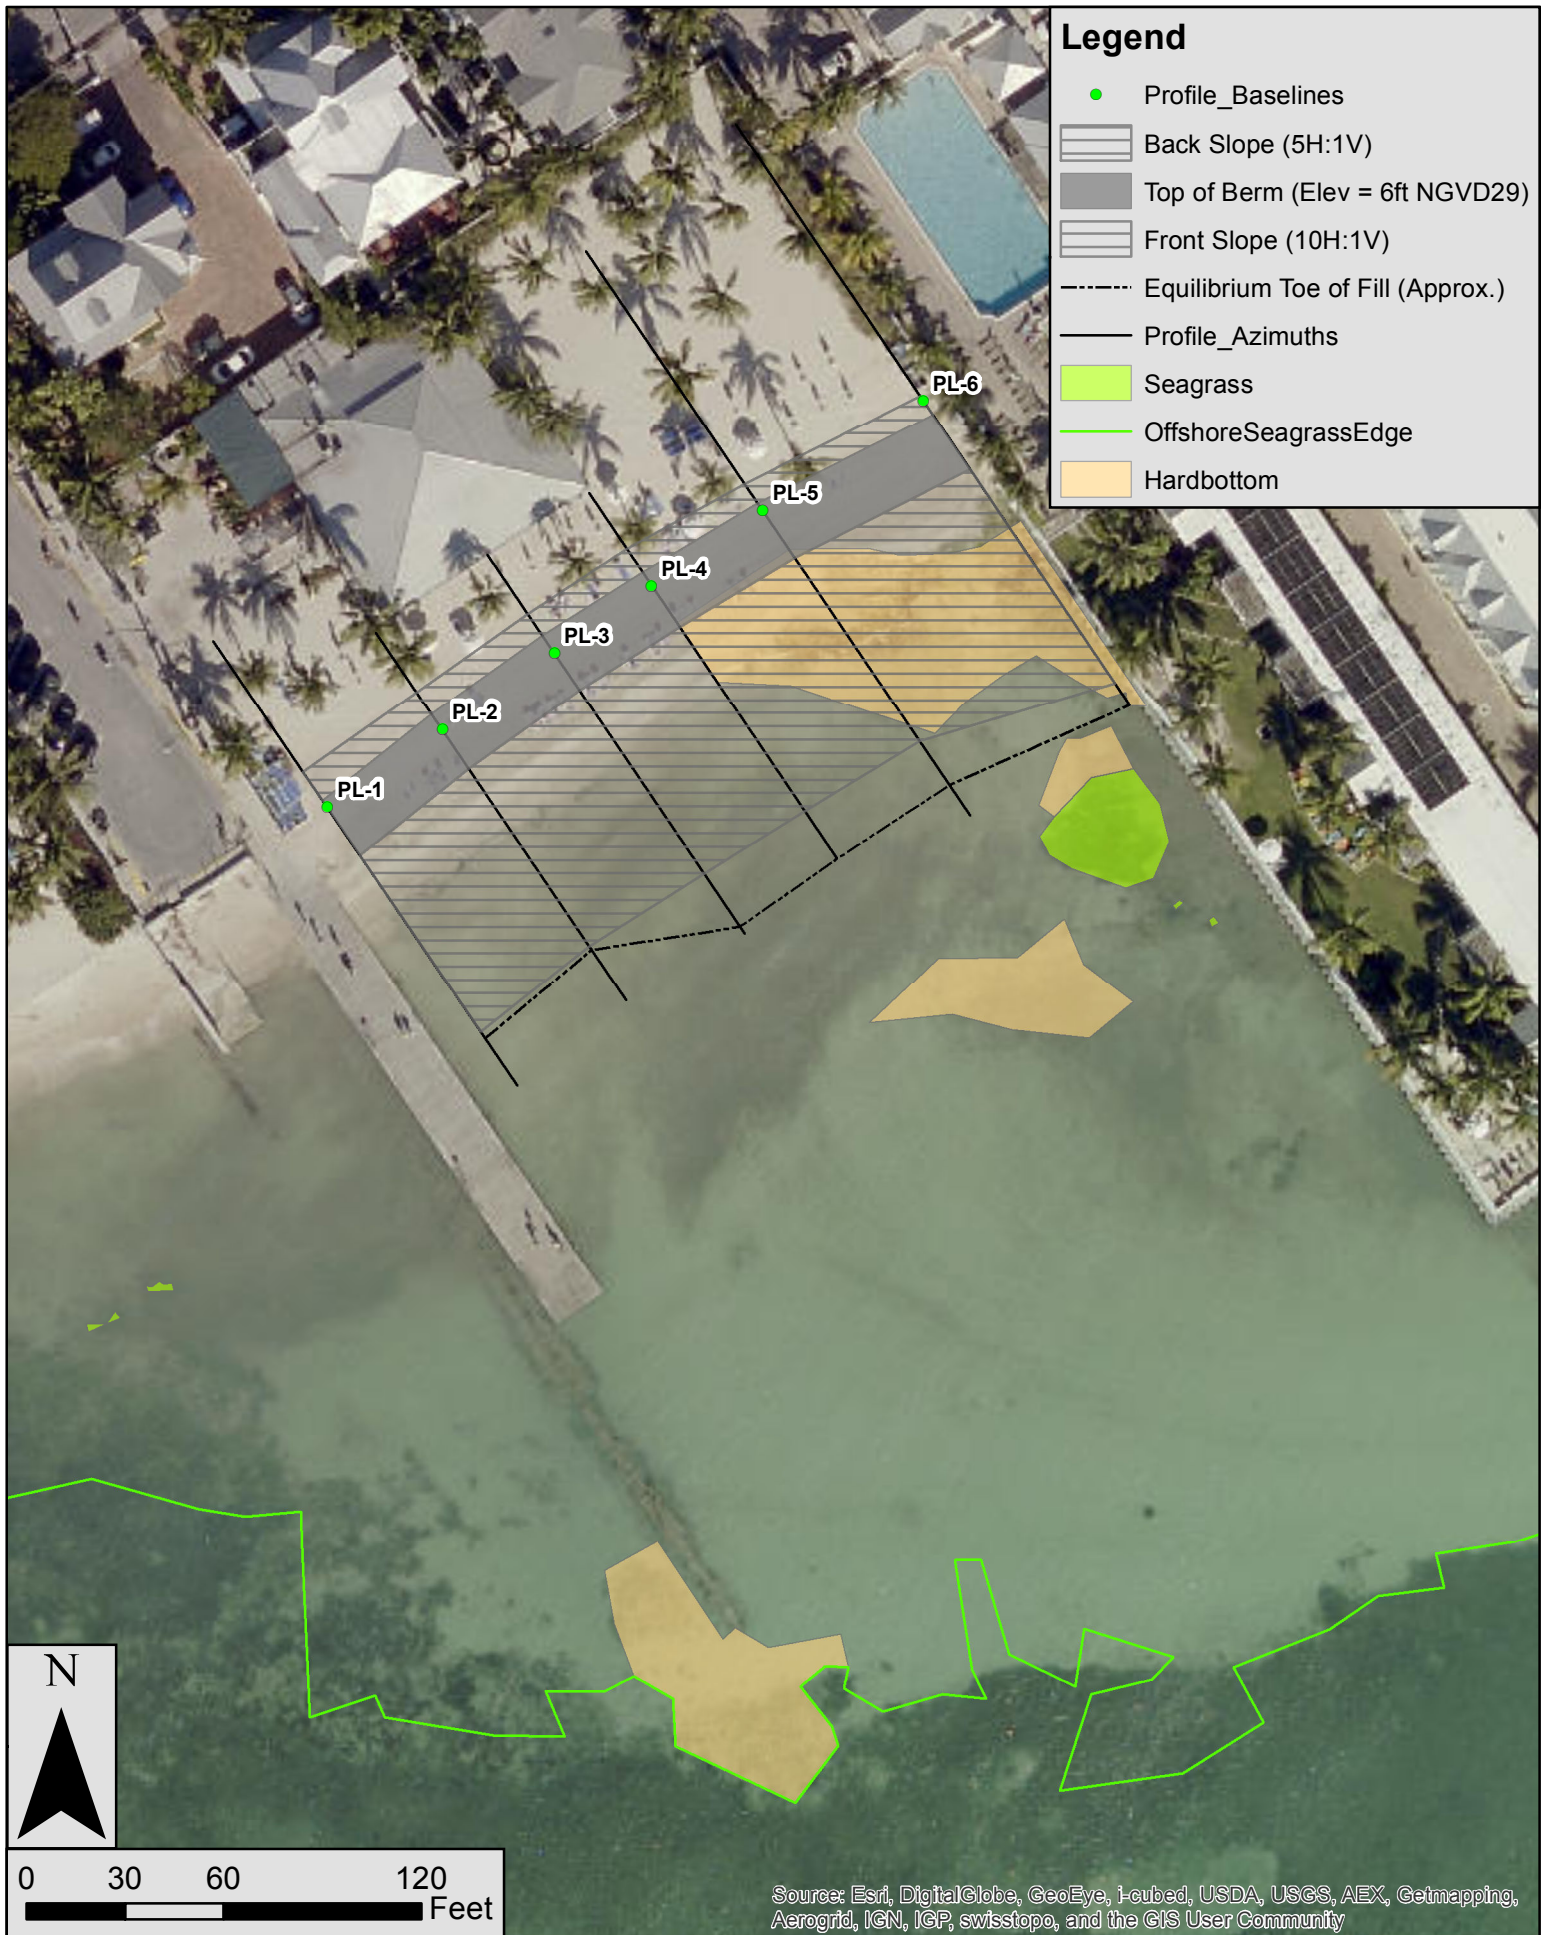 Legend
Profile_Baselines
Back Slope (5H:1V)
Top of Berm (Elev = 6ft NGVD29)
Front Slope (10H:1V)
Equilibrium Toe of Fill (Approx.)
Profile_Azimuths
Seagrass
OffshoreSeagrassEdge
Hardbottom
PL-6
PL-5
PL-4
PL-3
PL-2
PL-1
N
0 30 60 120
Feet
Source: Esri, DigitalGlobe, GeoEye, i-cubed, USDA, USGS, AEX, Getmapping,
Aerogrid, IGN, IGP, swisstopo, and the GIS User Community